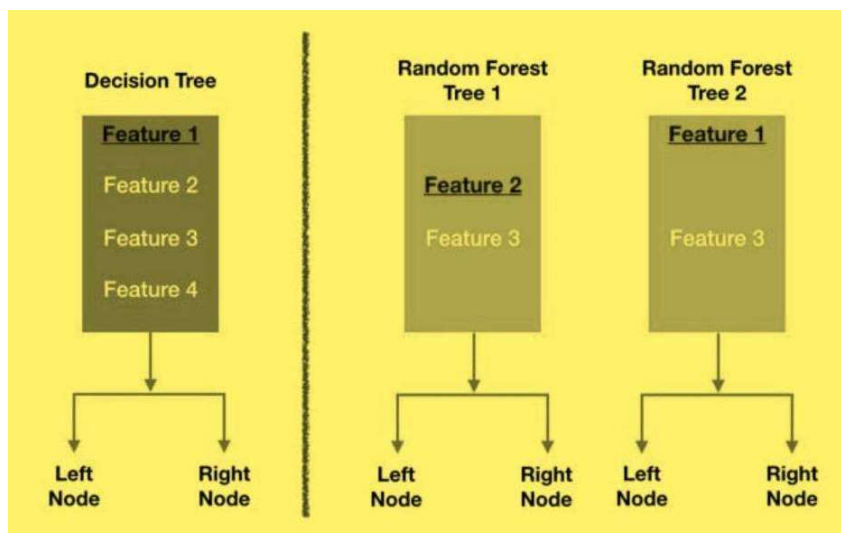 Decision Tree
Feature 1
Feature 2
Feature 3
Feature 4
Left
Node
Right
Node
Random Forest
Tree 1
Feature 2
Feature 3
Left
Node
Right
Node
Random Forest
Tree 2
Feature 1
Feature 3
Left
Node
Right
Node